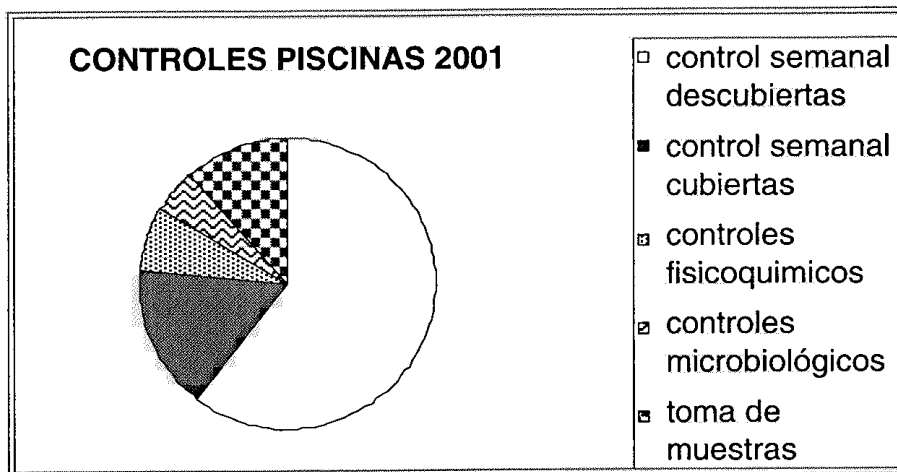 CONTROLES PISCINAS 2001
control semanal
descubiertas
control semanal
cubiertas
controles
fisicoquimicos
controles
microbiológicos
toma de
muestras